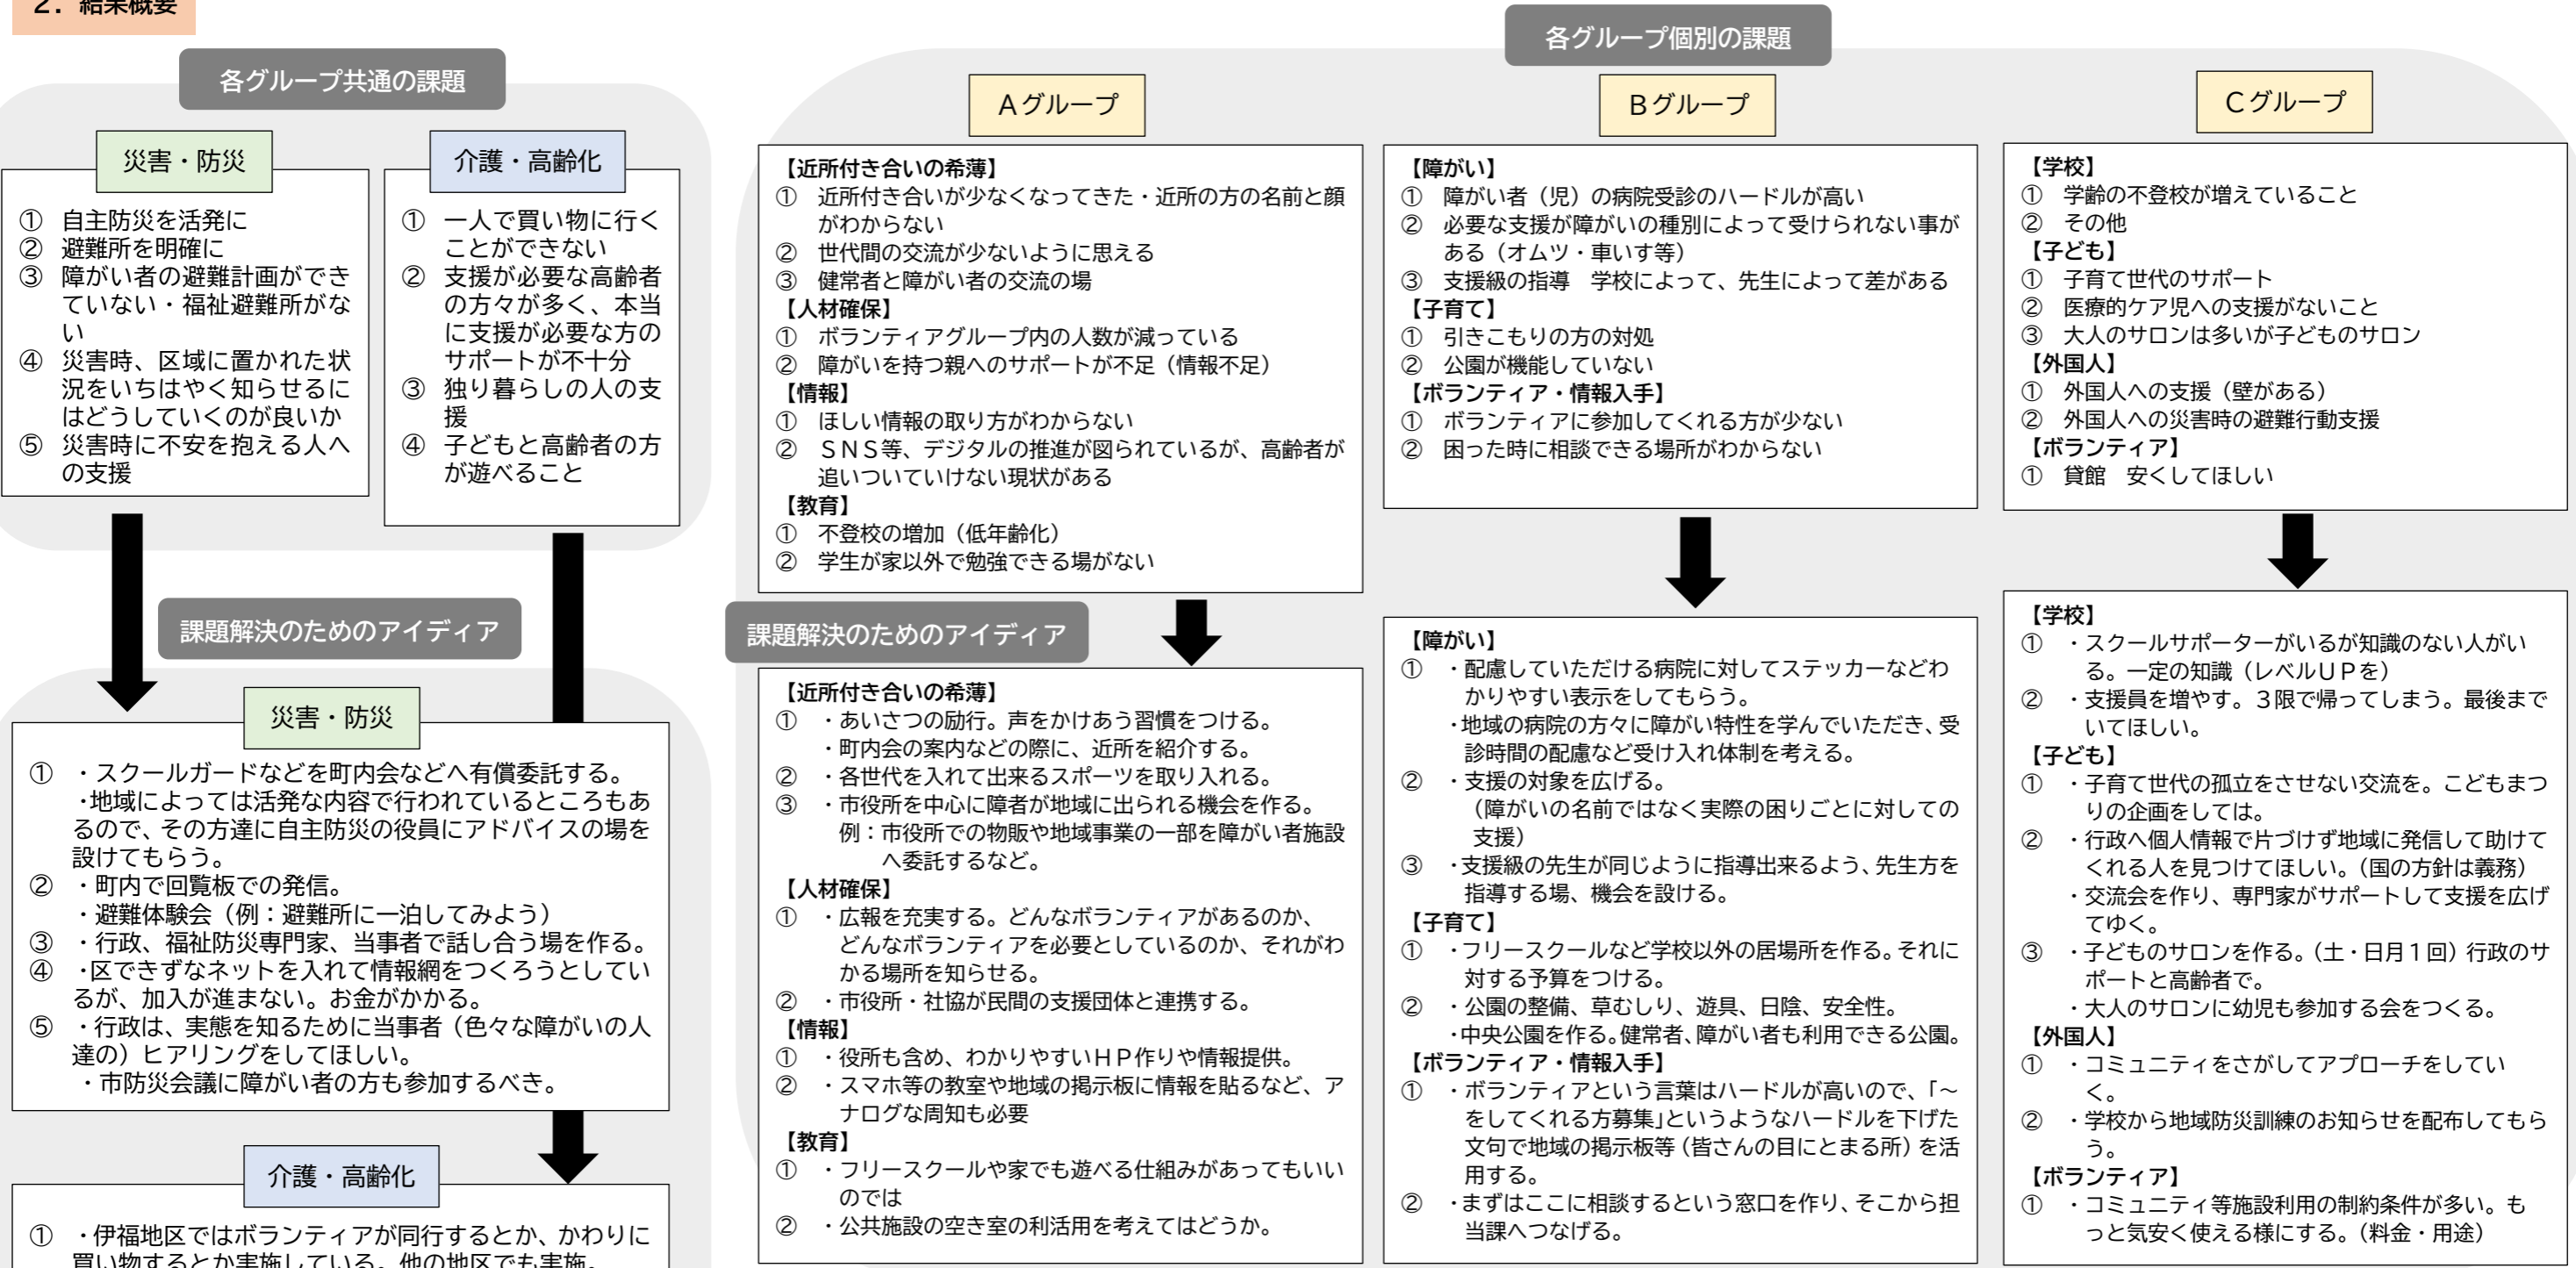 2．結果概要
各グループ共通の課題
災害・防災
① 自主防災を活発に
② 避難所を明確に
③ 障がい者の避難計画ができ
ていない・福祉避難所がな
い
④ 災害時、区域に置かれた状
況をいちはやく知らせるに
はどうしていくのが良いか
⑤ 災害時に不安を抱える人へ
の支援
介護・高齢化
① 一人で買い物に行く
ことができない
② 支援が必要な高齢者
の方々が多く、本当
に支援が必要な方の
サポートが不十分
③ 独り暮らしの人の支
援
④ 子どもと高齢者の方
が遊べること
課題解決のためのアイディア
災害・防災
① ・スクールガードなどを町内会などへ有償委託する。
・地域によっては活発な内容で行われているところもあ
るので、その方達に自主防災の役員にアドバイスの場を
設けてもらう。
② ・町内で回覧板での発信。
・避難体験会（例：避難所に一泊してみよう）
③ ・行政、福祉防災専門家、当事者で話し合う場を作る。
④ ・区できずなネットを入れて情報網をつくろうとしてい
るが、加入が進まない。お金がかかる。
⑤ ・行政は、実態を知るために当事者（色々な障がいの人
達の）ヒアリングをしてほしい。
・市防災会議に障がい者の方も参加するべき。
介護・高齢化
① ・伊福地区ではボランティアが同行するとか、かわりに
買い物するとか実施している。他の地区でも実施。
各グループ個別の課題
Ａグループ
【近所付き合いの希薄】
① 近所付き合いが少なくなってきた・近所の方の名前と顔
がわからない
② 世代間の交流が少ないように思える
③ 健常者と障がい者の交流の場
【人材確保】
① ボランティアグループ内の人数が減っている
② 障がいを持つ親へのサポートが不足（情報不足）
【情報】
① ほしい情報の取り方がわからない
② ＳＮＳ等、デジタルの推進が図られているが、高齢者が
追いついていけない現状がある
【教育】
① 不登校の増加（低年齢化）
② 学生が家以外で勉強できる場がない
課題解決のためのアイディア
【近所付き合いの希薄】
① ・あいさつの励行。声をかけあう習慣をつける。
・町内会の案内などの際に、近所を紹介する。
② ・各世代を入れて出来るスポーツを取り入れる。
③ ・市役所を中心に障害者が地域に出られる機会を作る。
例：市役所での物販や地域事業の一部を障がい者施設
へ委託するなど。
【人材確保】
① ・広報を充実する。どんなボランティアがあるのか、
どんなボランティアを必要としているのか、それがわ
かる場所を知らせる。
② ・市役所・社協が民間の支援団体と連携する。
【情報】
① ・役所も含め、わかりやすいＨＰ作りや情報提供。
② ・スマホ等の教室や地域の掲示板に情報を貼るなど、ア
ナログな周知も必要
【教育】
① ・フリースクールや家でも遊べる仕組みがあってもいい
のでは
② ・公共施設の空き室の利活用を考えてはどうか。
Ｂグループ
【障がい】
① 障がい者（児）の病院受診のハードルが高い
② 必要な支援が障がいの種別によって受けられない事が
ある（オムツ・車いす等）
③ 支援級の指導　学校によって、先生によって差がある
【子育て】
① 引きこもりの方の対処
② 公園が機能していない
【ボランティア・情報入手】
① ボランティアに参加してくれる方が少ない
② 困った時に相談できる場所がわからない
【障がい】
① ・配慮していただける病院に対してステッカーなどわ
かりやすい表示をしてもらう。
・地域の病院の方々に障がい特性を学んでいただき、受
診時間の配慮など受け入れ体制を考える。
② ・支援の対象を広げる。
（障がいの名前ではなく実際の困りごとに対しての
支援）
③ ・支援級の先生が同じように指導出来るよう、先生方を
指導する場、機会を設ける。
【子育て】
① ・フリースクールなど学校以外の居場所を作る。それに
対する予算をつける。
② ・公園の整備、草むしり、遊具、日陰、安全性。
・中央公園を作る。健常者、障がい者も利用できる公園。
【ボランティア・情報入手】
① ・ボランティアという言葉はハードルが高いので、「～
をしてくれる方募集」というようなハードルを下げた
文句で地域の掲示板等（皆さんの目にとまる所）を活
用する。
② ・まずはここに相談するという窓口を作り、そこから担
当課へつなげる。
Ｃグループ
【学校】
① 学齢の不登校が増えていること
② その他
【子ども】
① 子育て世代のサポート
② 医療的ケア児への支援がないこと
③ 大人のサロンは多いが子どものサロン
【外国人】
① 外国人への支援（壁がある）
② 外国人への災害時の避難行動支援
【ボランティア】
① 貸館　安くしてほしい
【学校】
① ・スクールサポーターがいるが知識のない人がい
る。一定の知識（レベルＵＰを）
② ・支援員を増やす。３限で帰ってしまう。最後まで
いてほしい。
【子ども】
① ・子育て世代の孤立をさせない交流を。こどもまつ
りの企画をしては。
② ・行政へ個人情報で片づけず地域に発信して助けて
くれる人を見つけてほしい。（国の方針は義務）
・交流会を作り、専門家がサポートして支援を広げ
てゆく。
③ ・子どものサロンを作る。（土・日月１回）行政のサ
ポートと高齢者で。
・大人のサロンに幼児も参加する会をつくる。
【外国人】
① ・コミュニティをさがしてアプローチをしてい
く。
② ・学校から地域防災訓練のお知らせを配布してもら
う。
【ボランティア】
① ・コミュニティ等施設利用の制約条件が多い。も
っと気安く使える様にする。（料金・用途）